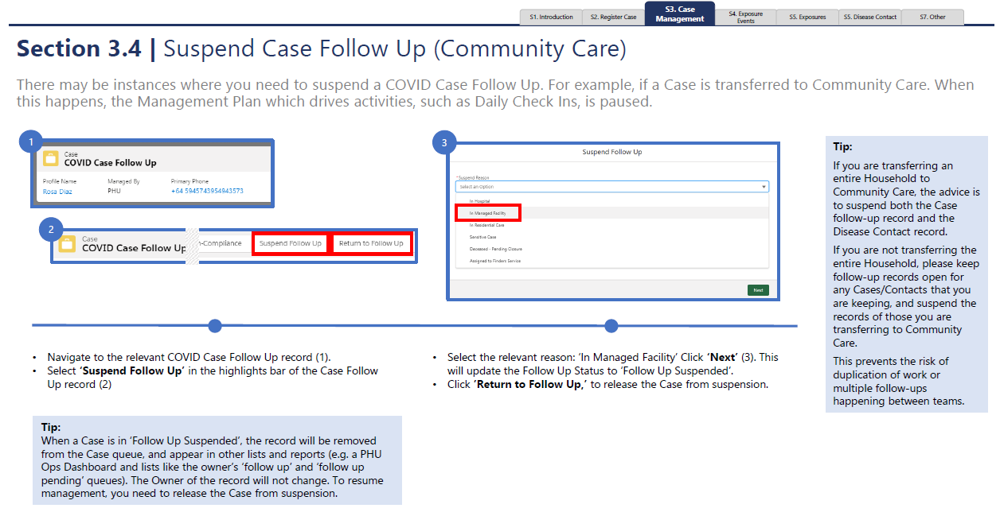 S1. Introduction
S2. Register Case
S3. Case
Management
S4. Exposure
Events
S5. Exposures
S5. Disease Contact
S7. Other
Section 3.4 | Suspend Case Follow Up (Community Care)
There may be instances where you need to suspend a COVID Case Follow Up. For example, if a Case is transferred to Community Care. When
this happens, the Management Plan which drives activities, such as Daily Check Ins, is paused.
1
Case
COVID Case Follow Up
Profile Name
Managed By
Primary Phone
Rosa Diaz
PHU
+64 5945743954943573
2
Case
COVID Case Follow Up
n-Compliance
Suspend Follow Up
Return to Follow Up
3
Suspend Follow Up
*Suspend Reason
Select an Option
In Hospital
In Managed Facility
In Residential Care
Sensitive Case
Deceased - Pending Closure
Assigned to Finders Service
Next
• Navigate to the relevant COVID Case Follow Up record (1).
• Select ‘Suspend Follow Up’ in the highlights bar of the Case Follow
Up record (2)
• Select the relevant reason: ‘In Managed Facility’ Click ‘Next’ (3). This
will update the Follow Up Status to ‘Follow Up Suspended’.
• Click ‘Return to Follow Up,’ to release the Case from suspension.
Tip:
When a Case is in ‘Follow Up Suspended’, the record will be removed
from the Case queue, and appear in other lists and reports (e.g. a PHU
Ops Dashboard and lists like the owner’s ‘follow up’ and ‘follow up
pending’ queues). The Owner of the record will not change. To resume
management, you need to release the Case from suspension.
Tip:
If you are transferring an
entire Household to
Community Care, the advice is
to suspend both the Case
follow-up record and the
Disease Contact record.
If you are not transferring the
entire Household, please keep
follow-up records open for
any Cases/Contacts that you
are keeping, and suspend the
records of those you are
transferring to Community
Care.
This prevents the risk of
duplication of work or
multiple follow-ups
happening between teams.